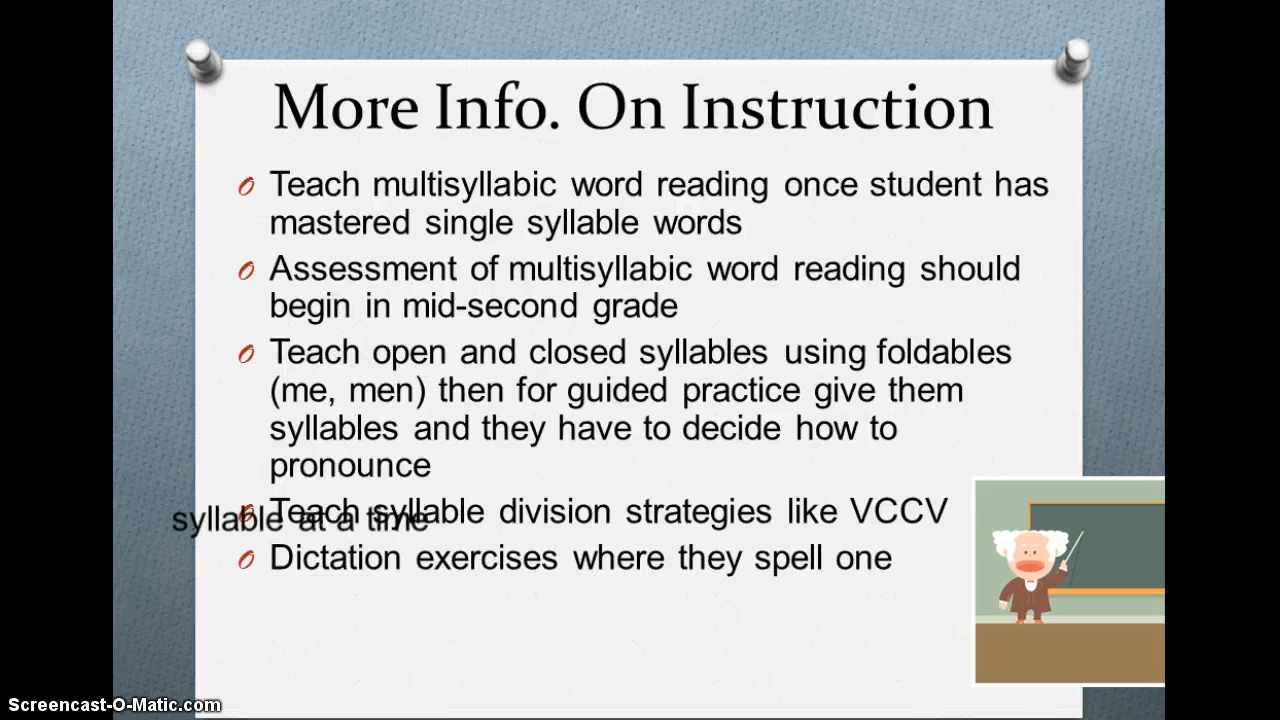 More Info. On Instruction
Teach multisyllabic word reading once student has
mastered single syllable words
Assessment of multisyllabic word reading should
begin in mid-second grade
Teach open and closed syllables using foldables
(me, men) then for guided practice give them
syllables and they have to decide how to
pronounce
Teach syllable division strategies like VCCV
Dictation exercises where they spell one
syllable at a time
Screencast-O-Matic.com